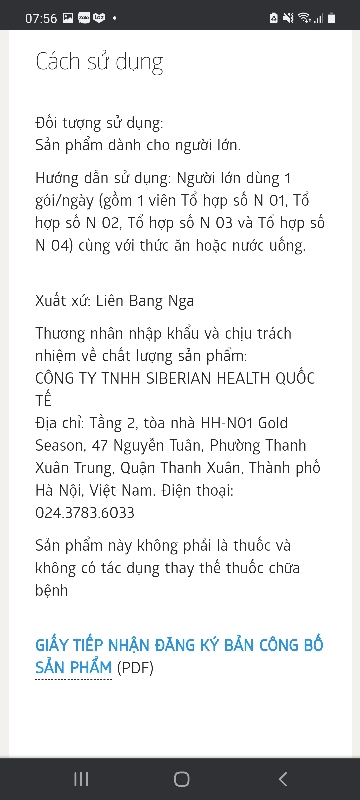 07:56
Cách sử dụng
Đối tượng sử dụng:
Sản phẩm dành cho người lớn.
Hướng dẫn sử dụng: Người lớn dùng 1
gói/ngày (gồm 1 viên Tổ hợp số N 01, Tổ
hợp số N 02, Tổ hợp số N 03 và Tổ hợp số
N 04) cùng với thức ăn hoặc nước uống.
Xuất xứ: Liên Bang Nga
Thương nhân nhập khẩu và chịu trách
nhiệm về chất lượng sản phẩm:
CÔNG TY TNHH SIBERIAN HEALTH QUỐC
TẾ
Địa chỉ: Tầng 2, tòa nhà HH-N01 Gold
Season, 47 Nguyễn Tuân, Phường Thanh
Xuân Trung, Quận Thanh Xuân, Thành phố
Hà Nội, Việt Nam. Điện thoại:
024.3783.6033
Sản phẩm này không phải là thuốc và
không có tác dụng thay thế thuốc chữa
bệnh
GIẤY TIẾP NHẬN ĐĂNG KÝ BẢN CÔNG BỐ
SẢN PHẨM (PDF)